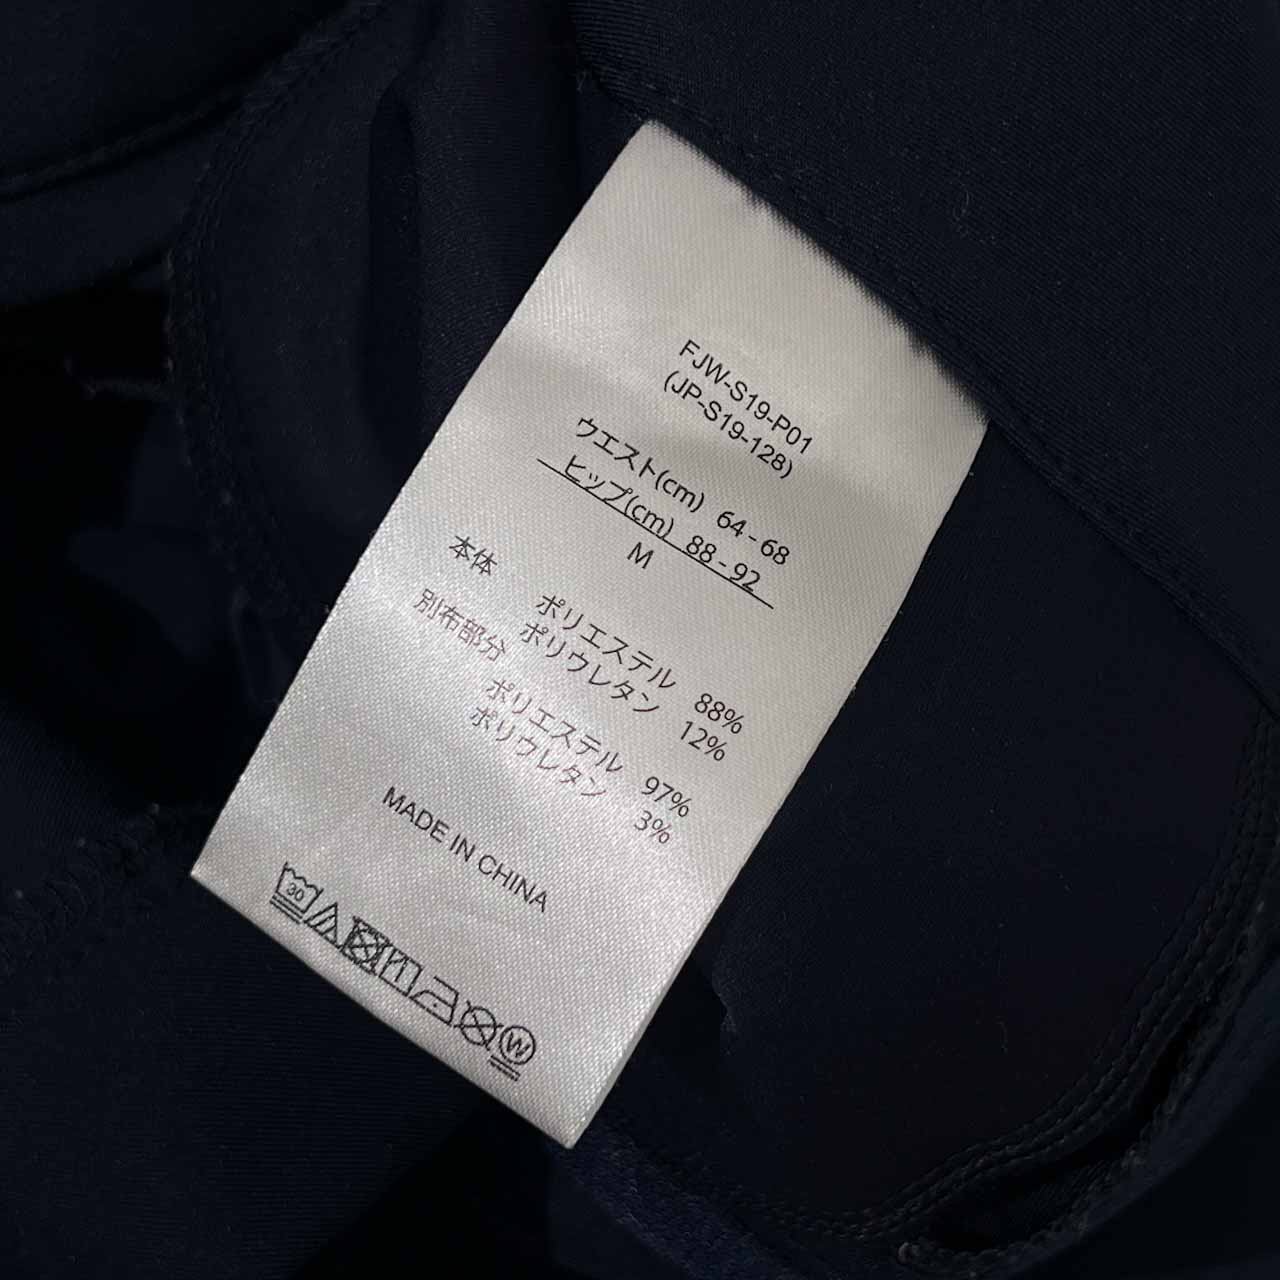 FJW-S19-P01
(JP-S19-128)
ウエスト(cm) 64-68
ヒップ(cm) 88-92
M
本体
ポリエステル 88%
ポリウレタン 12%
別布部分
ポリエステル 97%
ポリウレタン 3%
MADE IN CHINA
30
W